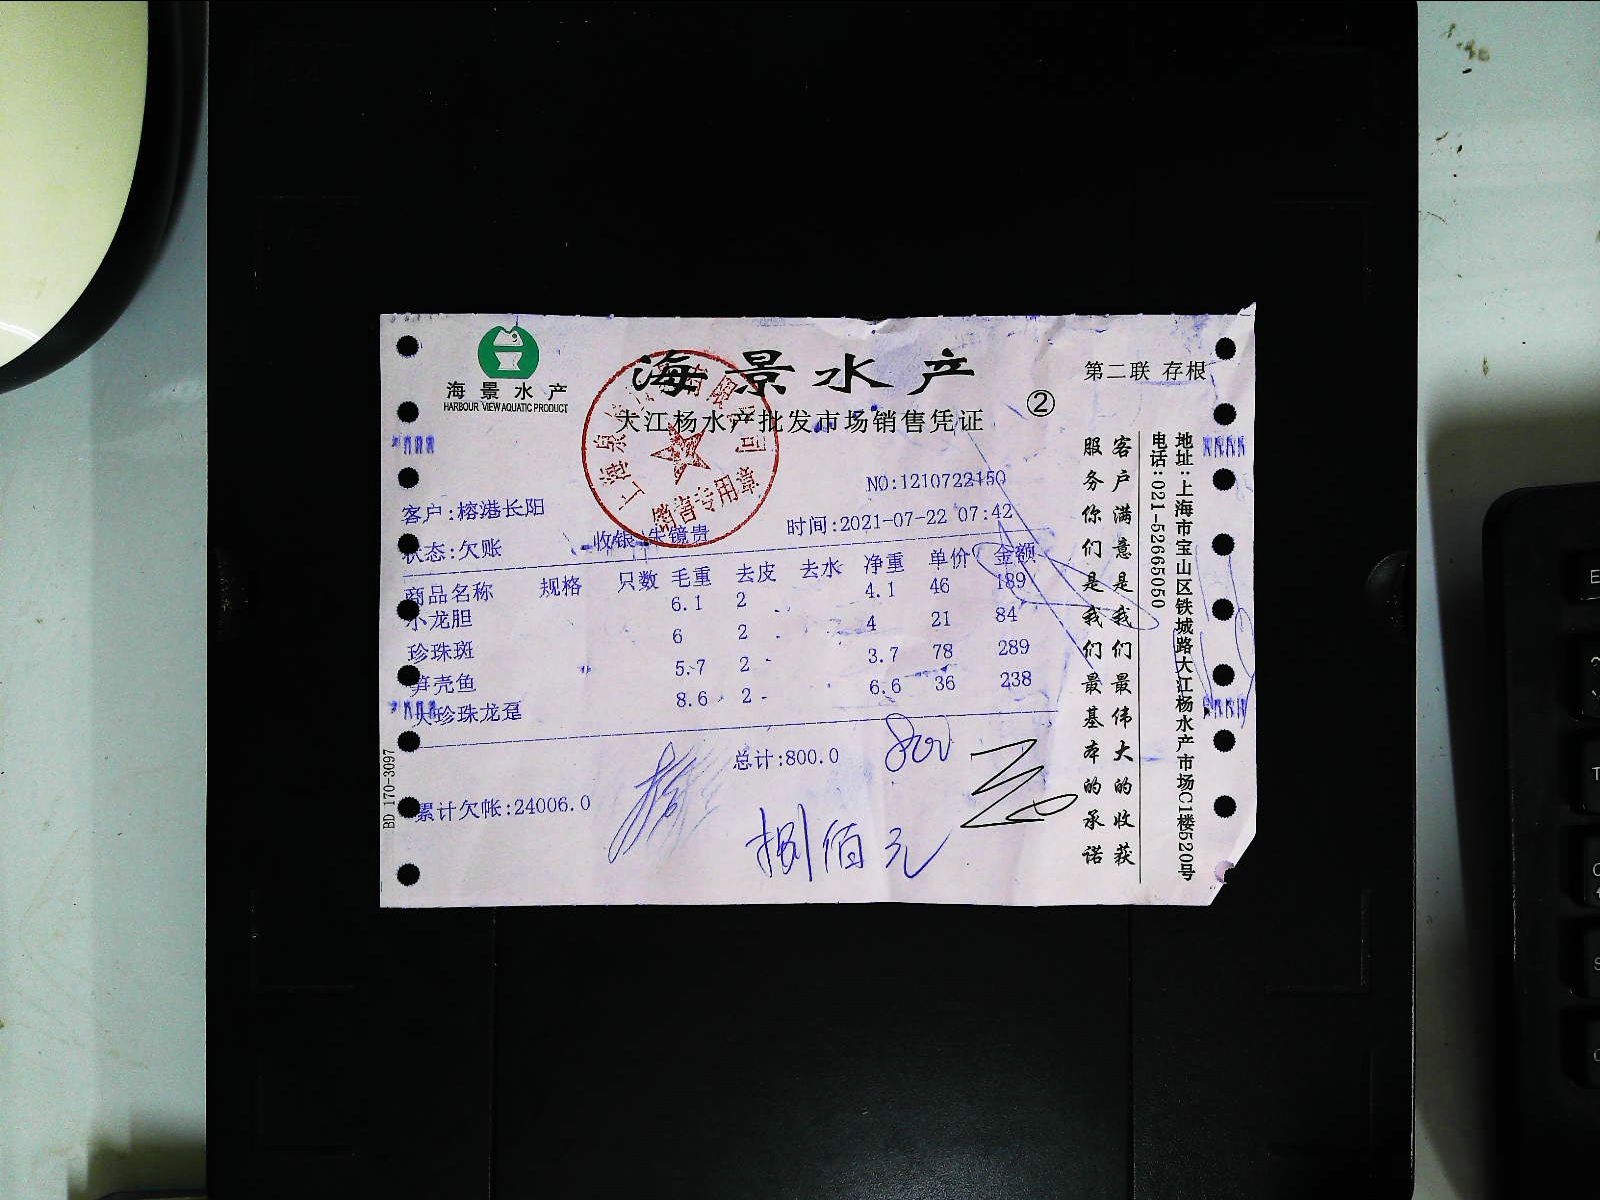 海景水产
HARBOUR VIEW AQUATIC PRODUCT
海景水产
第二联 存根
大江杨水产批发市场销售凭证
②
NO:1210722150
客户:榕港长阳
时间:2021-07-22 07:42
状态:欠账
收银:朱镜贵
商品名称 规格 只数 毛重 去皮 去水 净重 单价 金额
小龙胆 6.1 2 4.1 46 189
珍珠斑 6 2 4 21 84
笋壳鱼 5.7 2 3.7 78 289
大珍珠龙趸 8.6 2 6.6 36 238
总计:800.0
800
累计欠帐:24006.0
捌佰元
BD 170-3097
客户满意是我们最伟大的收获
服务你们是我们最基本的承诺
地址:上海市宝山区铁城路大江杨水产市场C1楼520号
电话:021-52665050
销售专用章